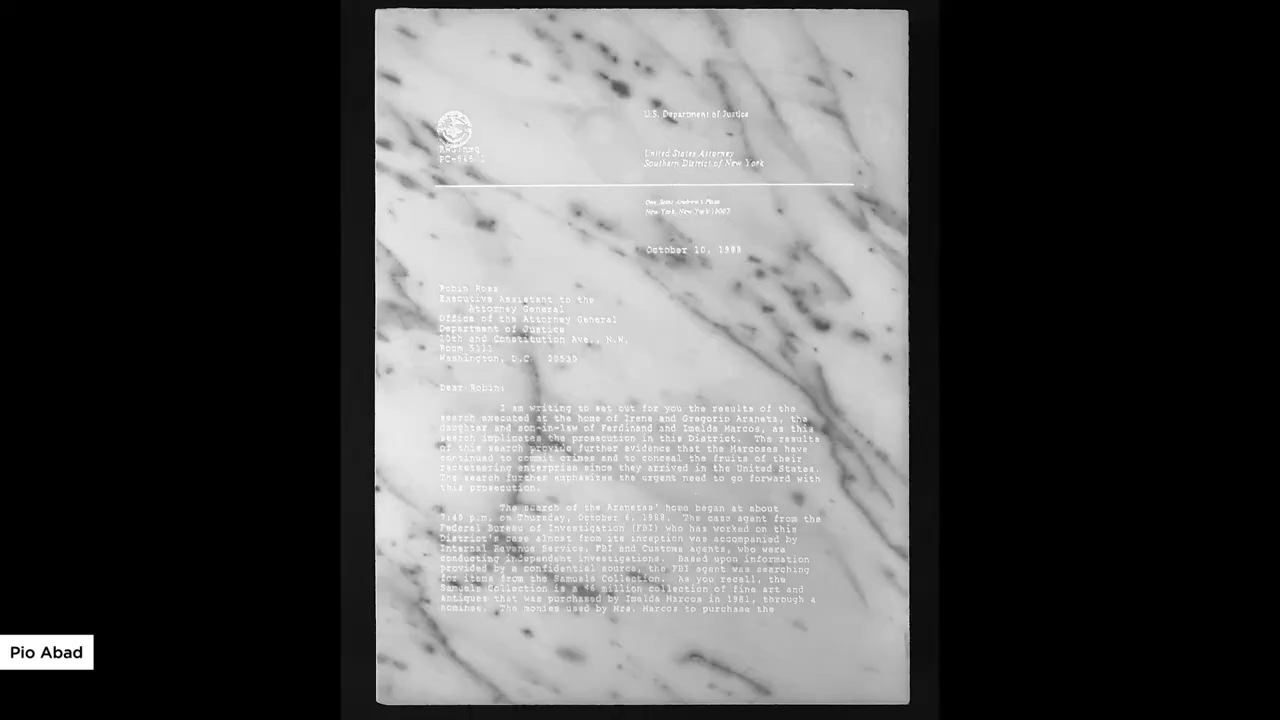 U.S. Department of Justice
United States Attorney
Southern District of New York
One Saint Andrew's Plaza
New York, New York 10007
October 10, 1988
Robin Ross
Executive Assistant to the
Attorney General
Office of the Attorney General
Department of Justice
10th and Constitution Ave., N.W.
Room 5111
Washington, D.C. 20530
Dear Robin:
I am writing to set out for you the results of the
search executed at the home of Irene and Gregorio Araneta, the
daughter and son-in-law of Ferdinand and Imelda Marcos, as this
search implicates the prosecution in this District. The results
of this search provide further evidence that the Marcoses have
continued to commit crimes and to conceal the fruits of their
racketeering enterprise since they arrived in the United States.
The search further emphasizes the urgent need to go forward with
this prosecution.
The search of the Aranetas' home began at about
7:40 p.m. on Thursday, October 6, 1988. The case agent from the
Federal Bureau of Investigation (FBI) who has worked on this
District's case almost from its inception was accompanied by
Internal Revenue Service, FBI and Customs agents, who were
conducting independent investigations. Based upon information
provided by a confidential source, the FBI agent was searching
for items from the Samuels Collection. As you recall, the
Samuels Collection is a $6 million collection of fine art and
antiques that was purchased by Imelda Marcos in 1981, through a
nominee. The monies used by Mrs. Marcos to purchase the
Pio Abad